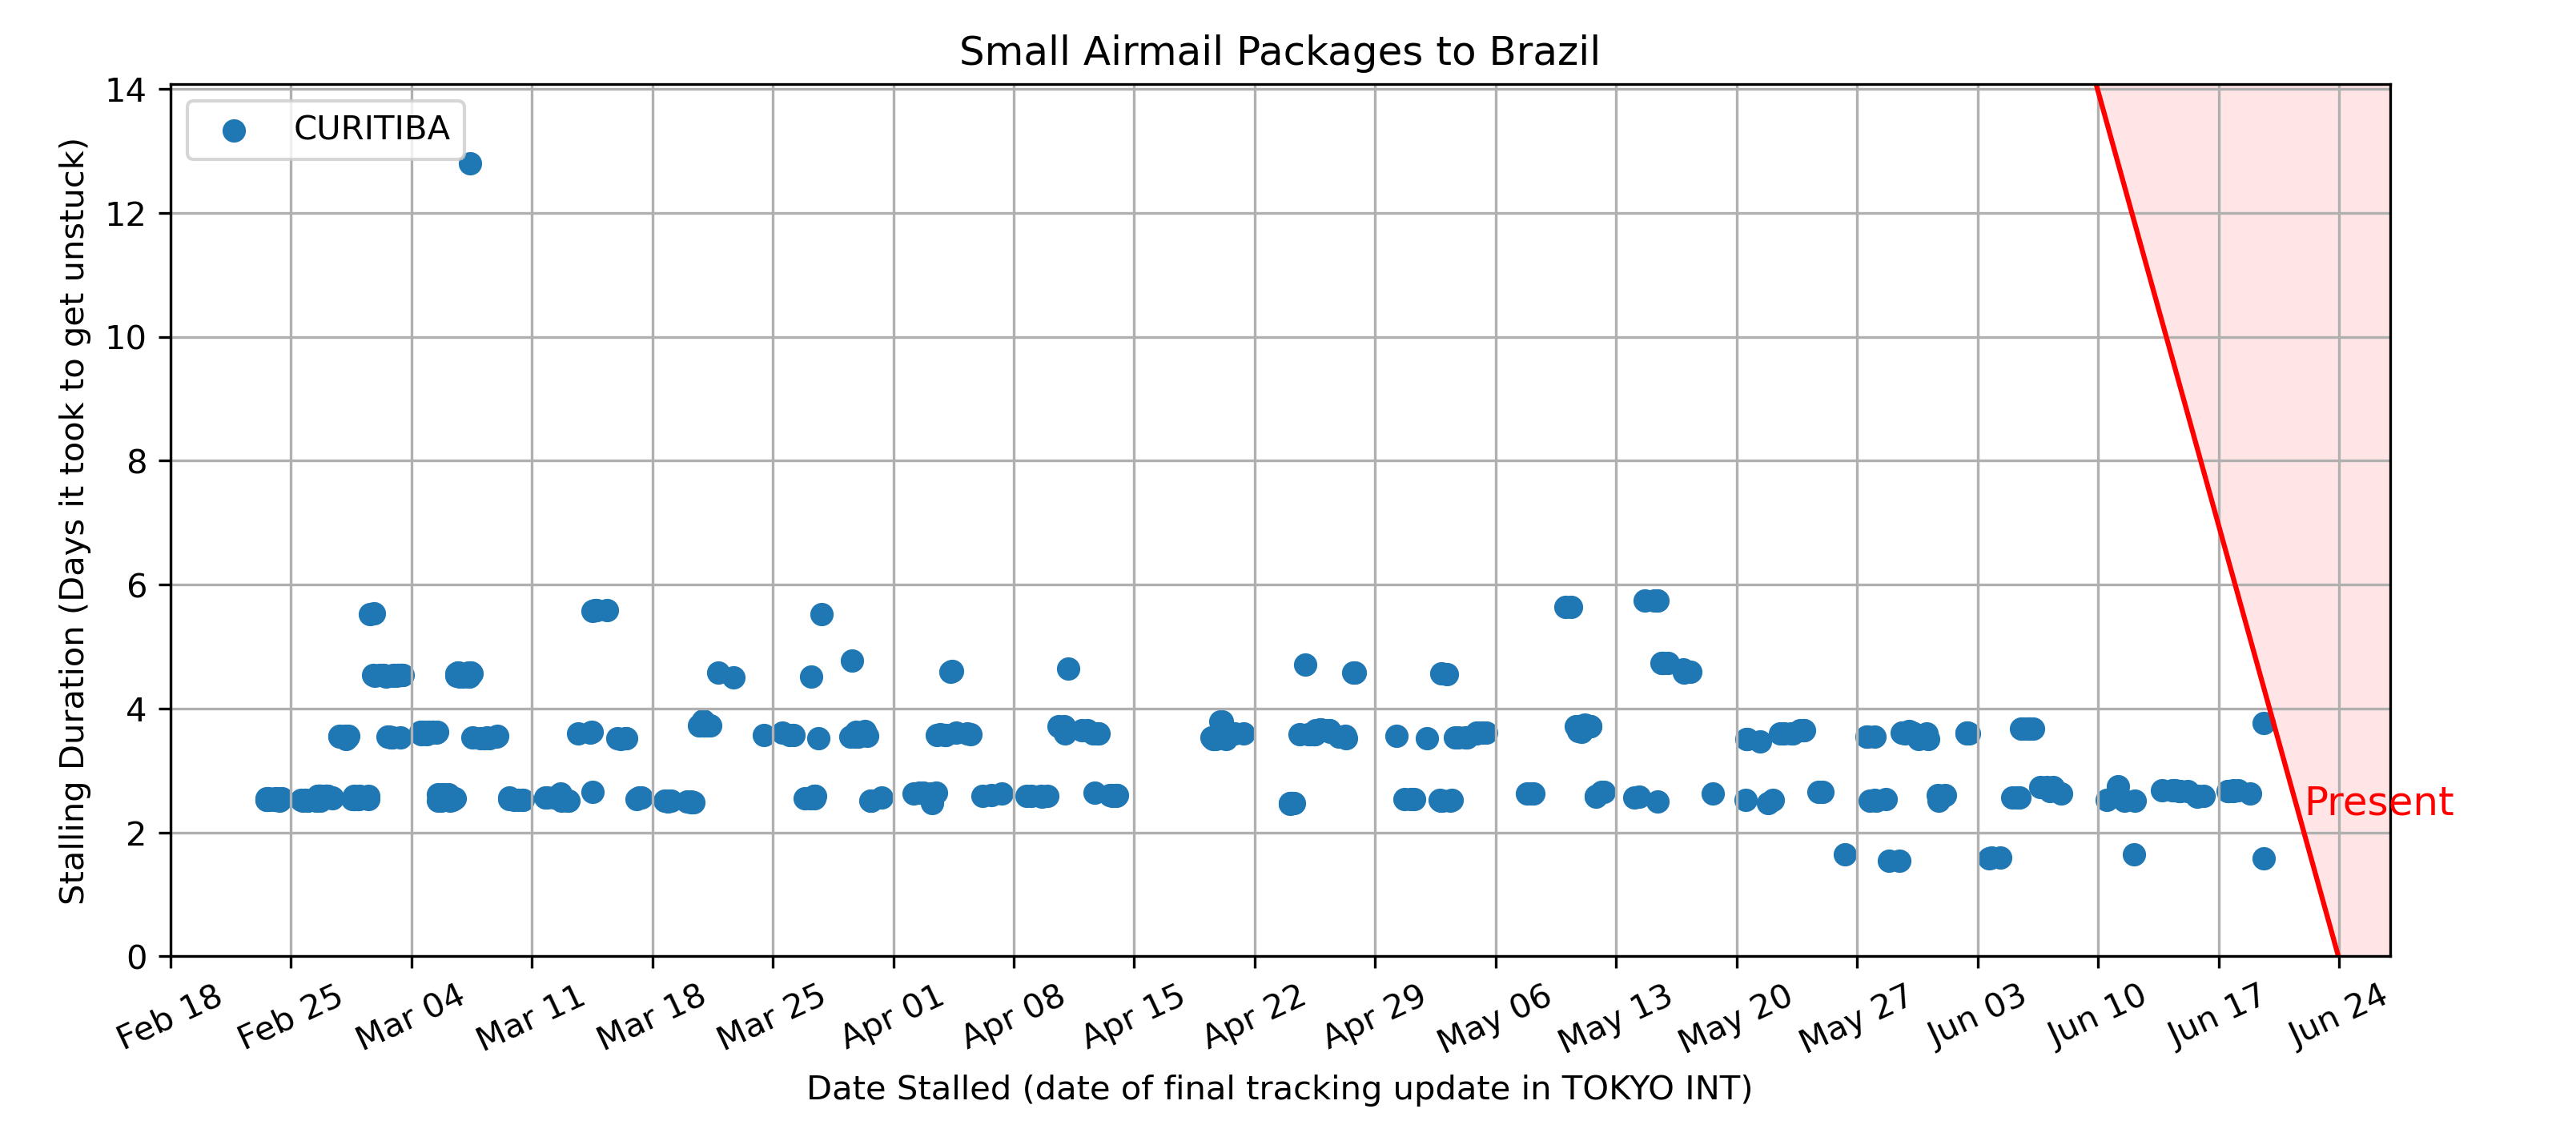 Small Airmail Packages to Brazil
CURITIBA
14
12
10
8
6
4
2
0
Stalling Duration (Days it took to get unstuck)
Present
Feb 18
Feb 25
Mar 04
Mar 11
Mar 18
Mar 25
Apr 01
Apr 08
Apr 15
Apr 22
Apr 29
May 06
May 13
May 20
May 27
Jun 03
Jun 10
Jun 17
Jun 24
Date Stalled (date of final tracking update in TOKYO INT)